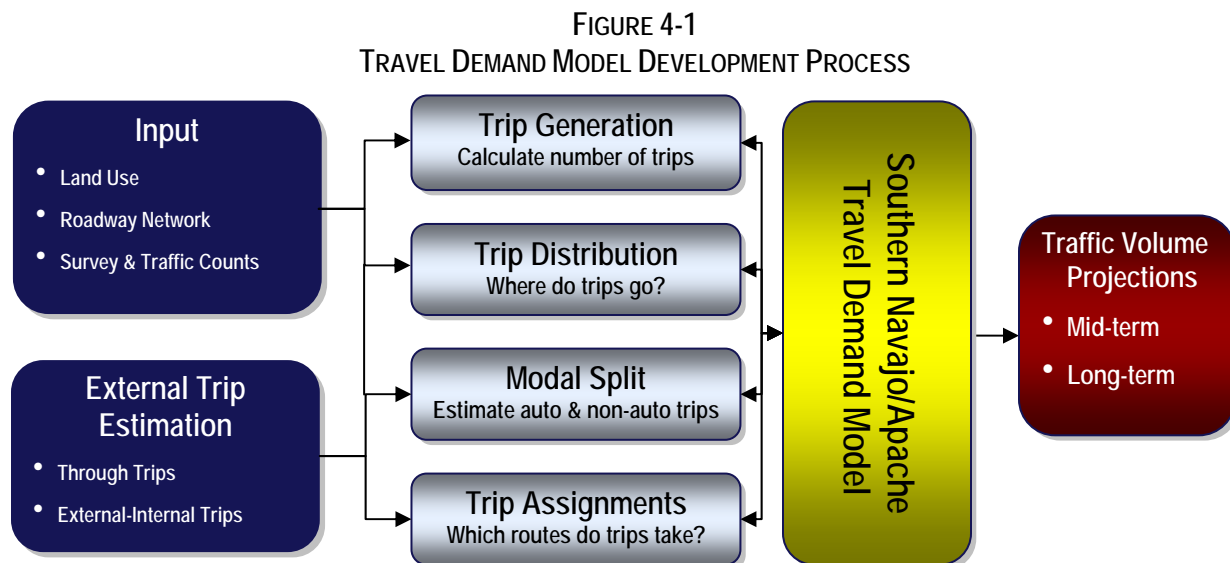 FIGURE 4-1
TRAVEL DEMAND MODEL DEVELOPMENT PROCESS
Input
• Land Use
• Roadway Network
• Survey & Traffic Counts
External Trip
Estimation
• Through Trips
• External-Internal Trips
Trip Generation
Calculate number of trips
Trip Distribution
Where do trips go?
Modal Split
Estimate auto & non-auto trips
Trip Assignments
Which routes do trips take?
Southern Navajo/Apache
Travel Demand Model
Traffic Volume
Projections
• Mid-term
• Long-term